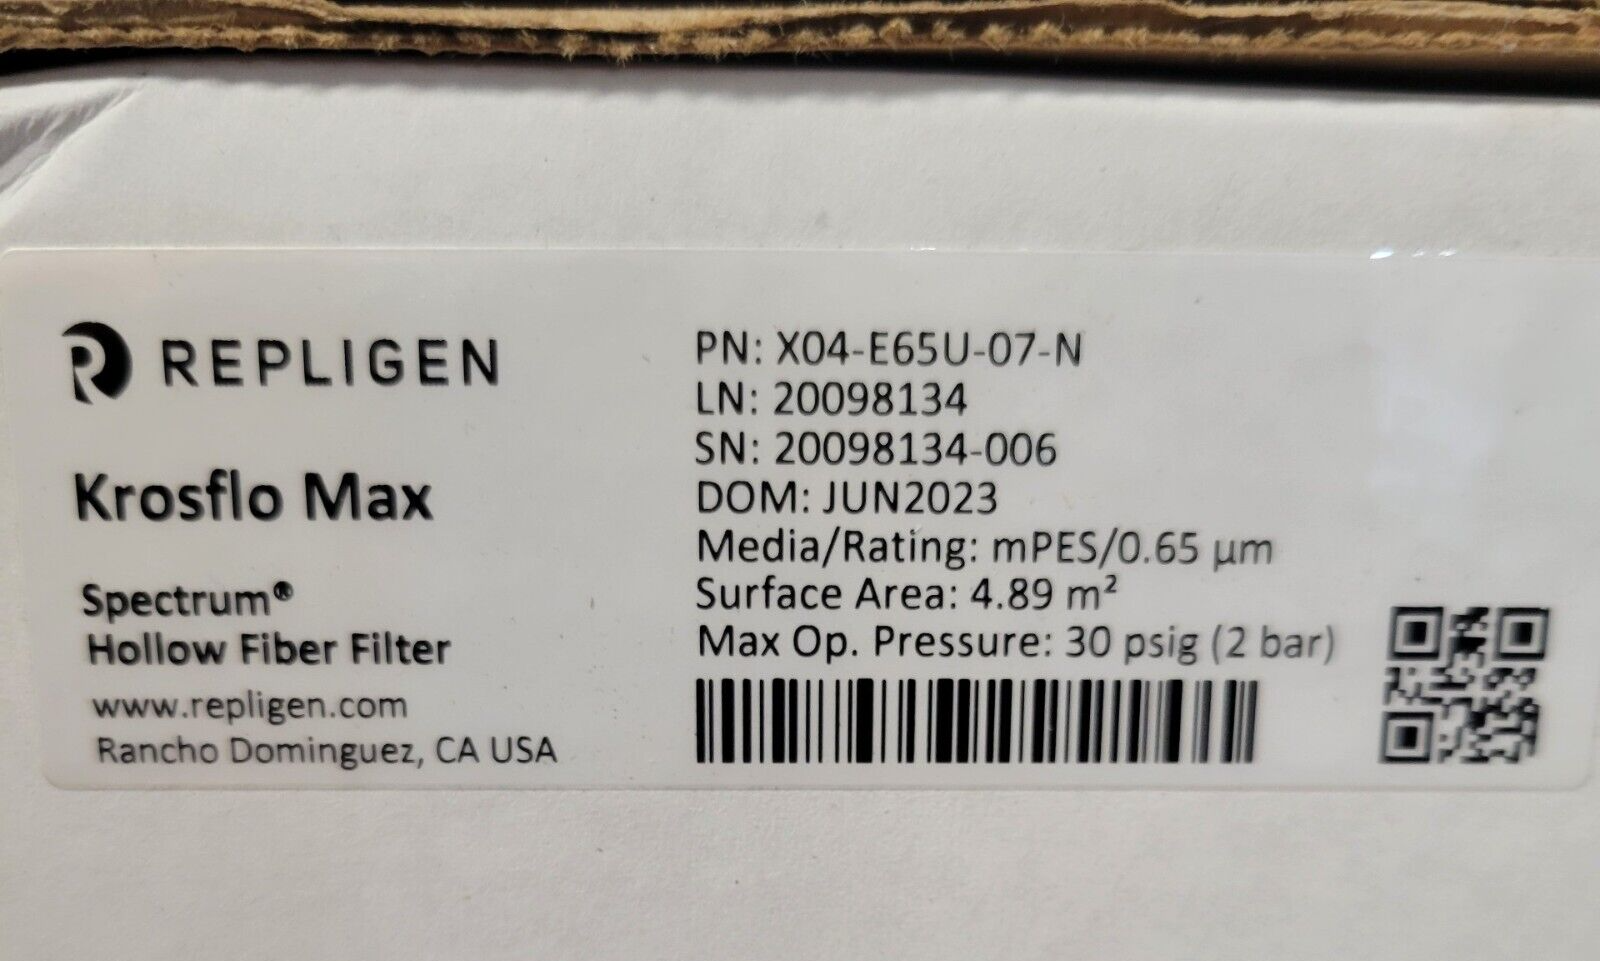 REPLIGEN
Krosflo Max
Spectrum®
Hollow Fiber Filter
www.repligen.com
Rancho Dominguez, CA USA
PN: X04-E65U-07-N
LN: 20098134
SN: 20098134-006
DOM: JUN2023
Media/Rating: mPES/0.65 µm
Surface Area: 4.89 m²
Max Op. Pressure: 30 psig (2 bar)